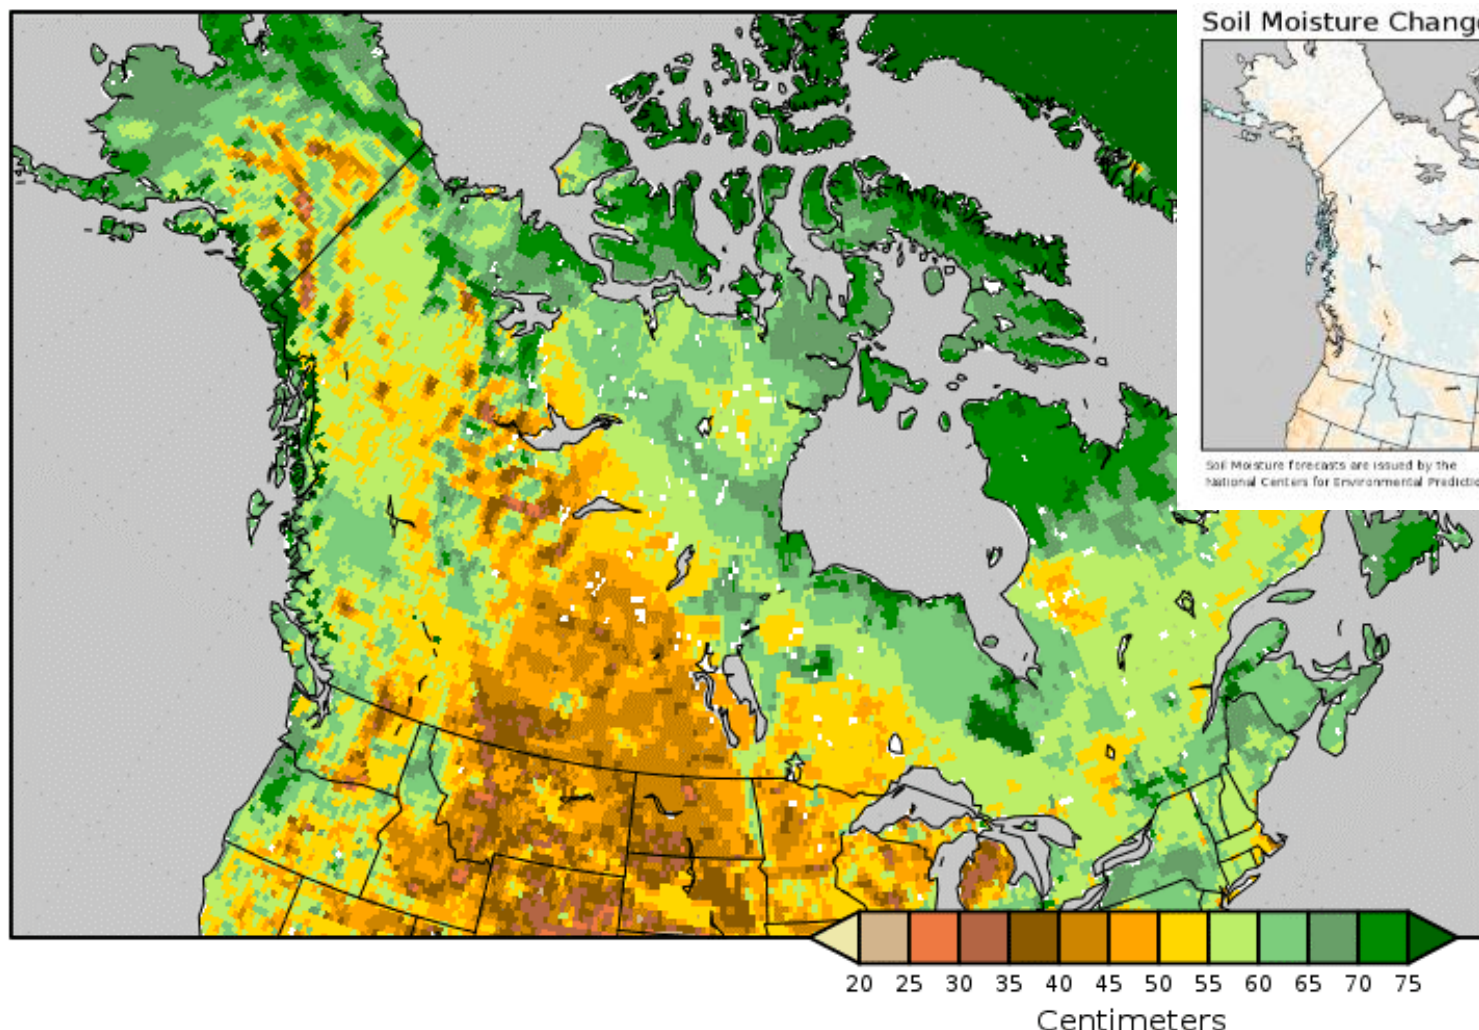 Soil Moisture Change
Soil Moisture forecasts are issued by the
National Centers for Environmental Predictio
20 25 30 35 40 45 50 55 60 65 70 75
Centimeters